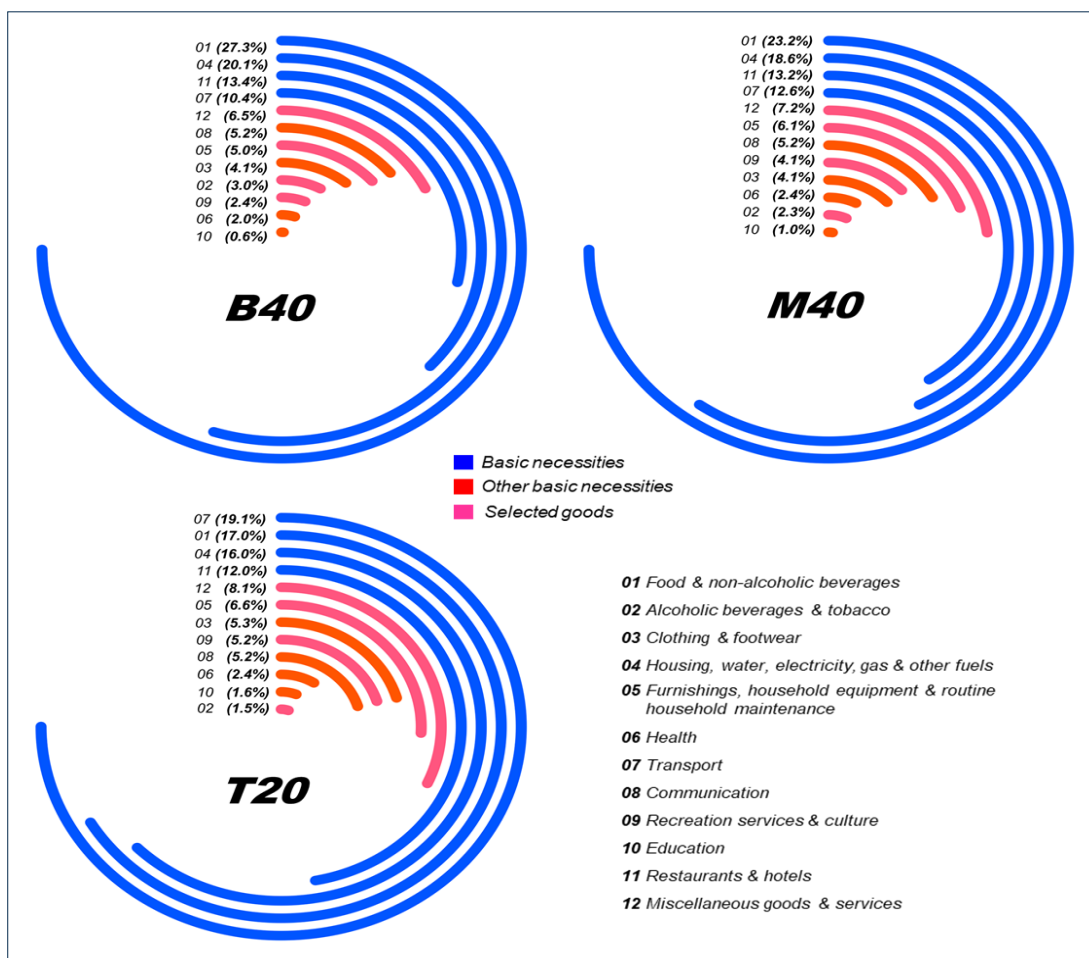 01 (27.3%)
04 (20.1%)
11 (13.4%)
07 (10.4%)
12 (6.5%)
08 (5.2%)
05 (5.0%)
03 (4.1%)
02 (3.0%)
09 (2.4%)
06 (2.0%)
10 (0.6%)
B40
01 (23.2%)
04 (18.6%)
11 (13.2%)
07 (12.6%)
12 (7.2%)
05 (6.1%)
08 (5.2%)
09 (4.1%)
03 (4.1%)
06 (2.4%)
02 (2.3%)
10 (1.0%)
M40
Basic necessities
Other basic necessities
Selected goods
07 (19.1%)
01 (17.0%)
04 (16.0%)
11 (12.0%)
12 (8.1%)
05 (6.6%)
03 (5.3%)
09 (5.2%)
08 (5.2%)
06 (2.4%)
10 (1.6%)
02 (1.5%)
T20
01 Food & non-alcoholic beverages
02 Alcoholic beverages & tobacco
03 Clothing & footwear
04 Housing, water, electricity, gas & other fuels
05 Furnishings, household equipment & routine
household maintenance
06 Health
07 Transport
08 Communication
09 Recreation services & culture
10 Education
11 Restaurants & hotels
12 Miscellaneous goods & services